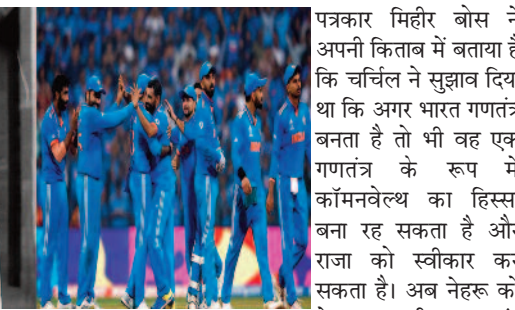 पत्रकार मिहीर बोस ने
अपनी किताब में बताया है
कि चर्चिल ने सुझाव दिया
था कि अगर भारत गणतंत्र
बनता है तो भी वह एक
गणतंत्र के रूप में
कॉमनवेल्थ का हिस्सा
बना रह सकता है और
राजा को स्वीकार कर
सकता है। अब नेहरू को